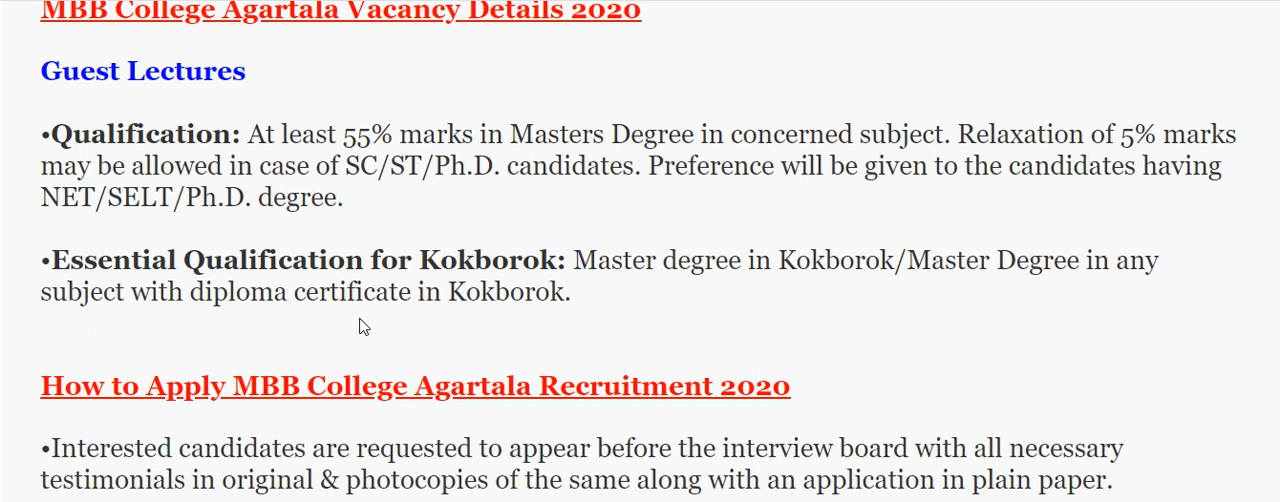 MBB College Agartala Vacancy Details 2020
Guest Lectures
•Qualification: At least 55% marks in Masters Degree in concerned subject. Relaxation of 5% marks
may be allowed in case of SC/ST/Ph.D. candidates. Preference will be given to the candidates having
NET/SELT/Ph.D. degree.
•Essential Qualification for Kokborok: Master degree in Kokborok/Master Degree in any
subject with diploma certificate in Kokborok.
How to Apply MBB College Agartala Recruitment 2020
•Interested candidates are requested to appear before the interview board with all necessary
testimonials in original & photocopies of the same along with an application in plain paper.